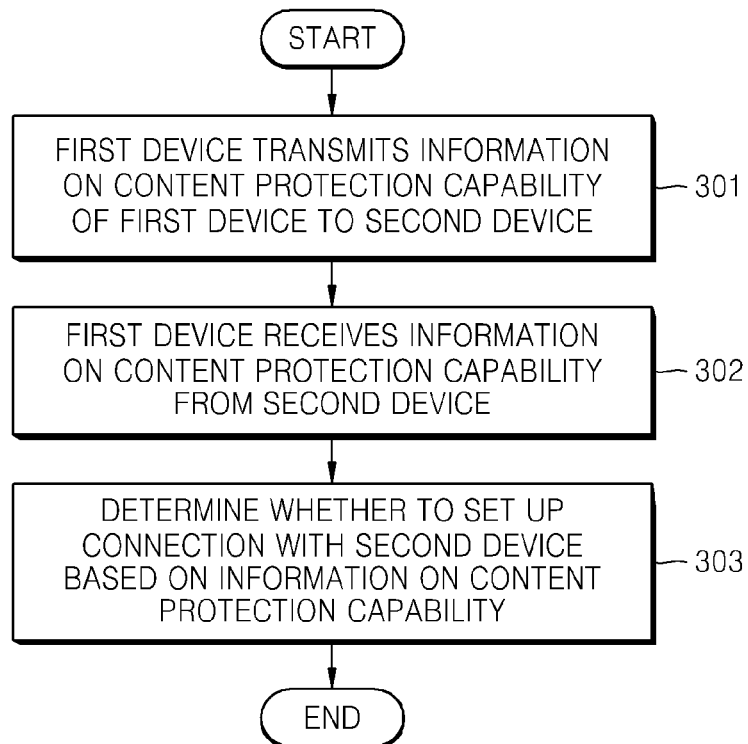 START
FIRST DEVICE TRANSMITS INFORMATION
ON CONTENT PROTECTION CAPABILITY
OF FIRST DEVICE TO SECOND DEVICE
301
FIRST DEVICE RECEIVES INFORMATION
ON CONTENT PROTECTION CAPABILITY
FROM SECOND DEVICE
302
DETERMINE WHETHER TO SET UP
CONNECTION WITH SECOND DEVICE
BASED ON INFORMATION ON CONTENT
PROTECTION CAPABILITY
303
END